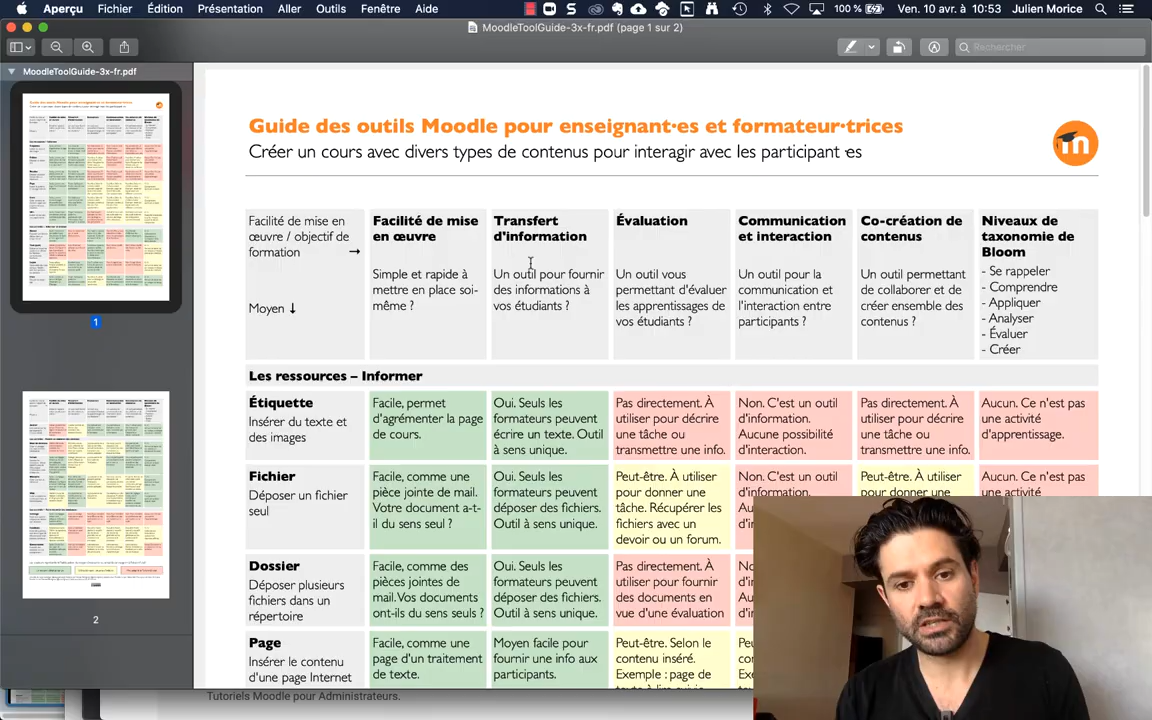 Aperçu Fichier Édition Présentation Aller Outils Fenêtre Aide 100 % Ven. 10 avr. à 10:53 Julien Morice
MoodleToolGuide-3x-fr.pdf (page 1 sur 2)
Rechercher
MoodleToolGuide-3x-fr.pdf
1
2
Guide des outils Moodle pour enseignant·es et formateur·trices
Créer un cours avec divers types de contenus pour interagir avec les participant·es
Facilité de mise en
œuvre / objectif de
formation →
Moyen ↓
Facilité de mise
en œuvre
Simple et rapide à
mettre en place soi-
même ?
Transfert
d'information
Un outil pour fournir
des informations à
vos étudiants ?
Évaluation
Un outil vous
permettant d'évaluer
les apprentissages de
vos étudiants ?
Communication
et interaction
Un outil pour la
communication et
l'interaction entre
participants ?
Co-création de
contenus
Un outil permettant
de collaborer et de
créer ensemble des
contenus ?
Niveaux de
taxonomie de
Bloom
- Se rappeler
- Comprendre
- Appliquer
- Analyser
- Évaluer
- Créer
Les ressources – Informer
Étiquette
Insérer du texte et
des images
Facile, permet
d'agrémenter la page
de cours.
Oui. Seuls les
formateurs peuvent
écrire un texte. Outil
à sens unique.
Pas directement. À
utiliser pour décrire
une tâche ou
transmettre une info.
Non. C'est un outil
d'information.
Aucune possibilité
d'interaction.
Pas directement. À
utiliser pour décrire
une tâche ou
transmettre une info.
Aucun. Ce n'est pas
une activité
d'apprentissage.
Fichier
Déposer un fichier
seul
Facile, comme une
pièce jointe de mail.
Votre document a-t-
il du sens seul ?
Oui. Seuls les
formateurs peuvent
déposer des fichiers.
Outil à sens unique.
Peut-être. À utiliser
pour donner une
tâche. Récupérer les
fichiers avec un
devoir ou un forum.
Non. C'est un outil
d'information.
Peut-être. À utiliser
pour donner une
Aucun. Ce n'est pas
une activité
Dossier
Déposer plusieurs
fichiers dans un
répertoire
Facile, comme des
pièces jointes de
mail. Vos documents
ont-ils du sens seuls ?
Oui. Seuls les
formateurs peuvent
déposer des fichiers.
Outil à sens unique.
Pas directement. À
utiliser pour fournir
des documents en
vue d'une évaluation
Page
Insérer le contenu
d'une page Internet
Facile, comme une
page d'un traitement
de texte.
Moyen facile pour
fournir une info aux
participants.
Peut-être. Selon le
contenu inséré.
Exemple : page de
Tutoriels Moodle pour Administrateurs.